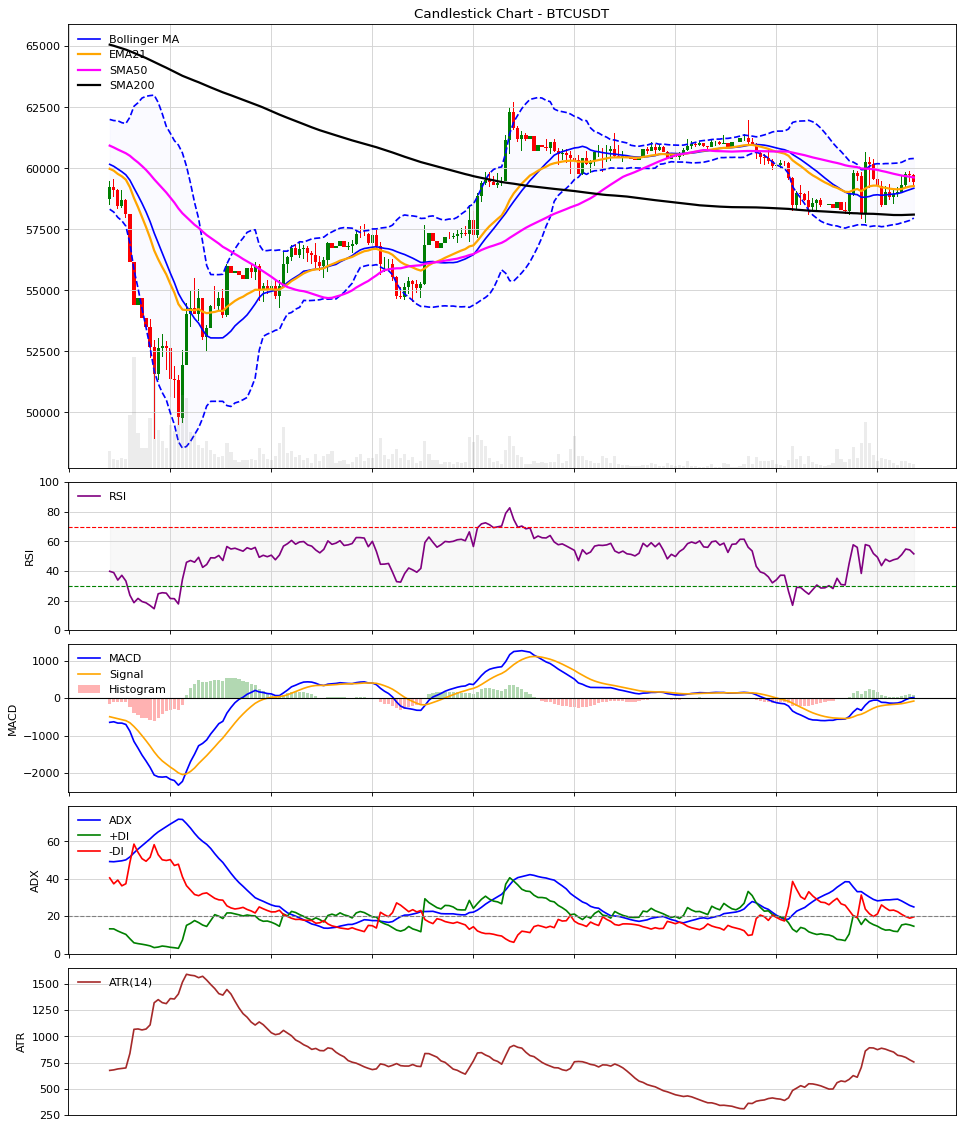 Candlestick Chart - BTCUSDT
65000
62500
60000
57500
55000
52500
50000
Bollinger MA
EMA21
SMA50
SMA200
100
80
60
40
20
0
RSI
RSI
1000
0
−1000
−2000
MACD
MACD
Signal
Histogram
60
40
20
0
ADX
ADX
+DI
-DI
1500
1250
1000
750
500
250
ATR
ATR(14)